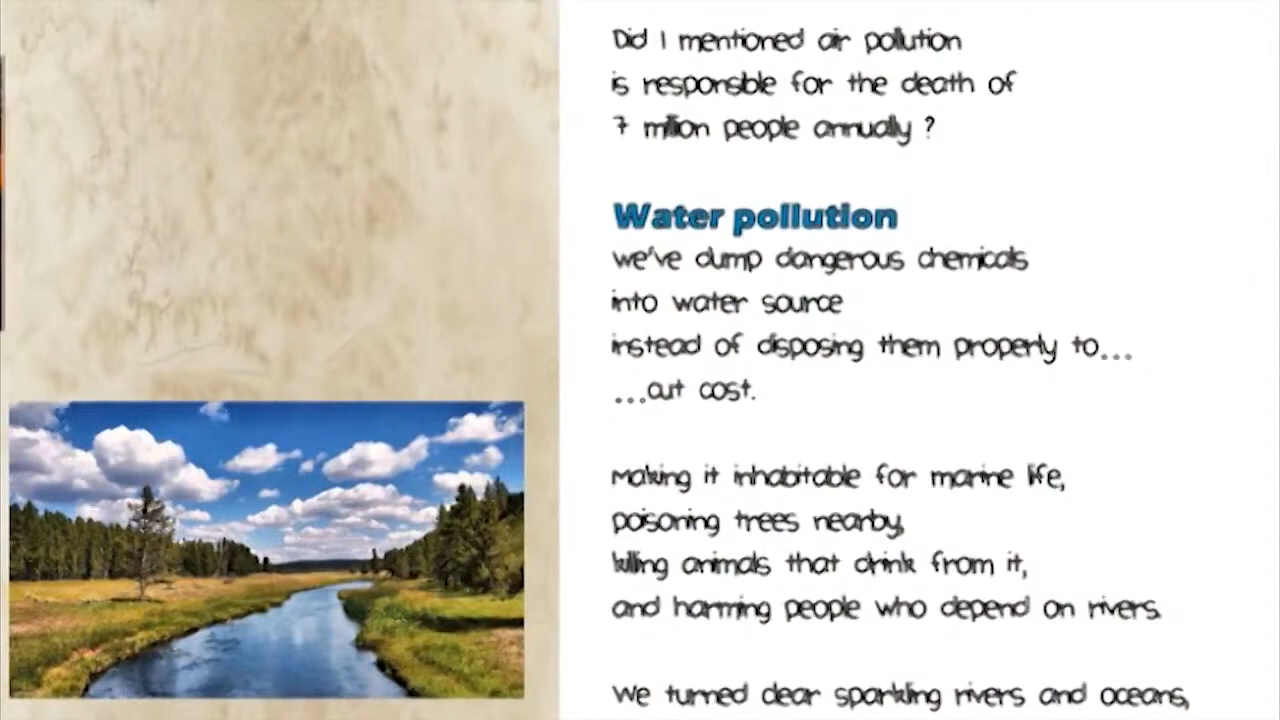 Did I mentioned air pollution
is responsible for the death of
7 million people annually ?
Water pollution
we've dump dangerous chemicals
into water source
instead of disposing them properly to...
...cut cost.
Making it inhabitable for marine life,
poisoning trees nearby,
killing animals that drink from it,
and harming people who depend on rivers.
We turned clear sparkling rivers and oceans,